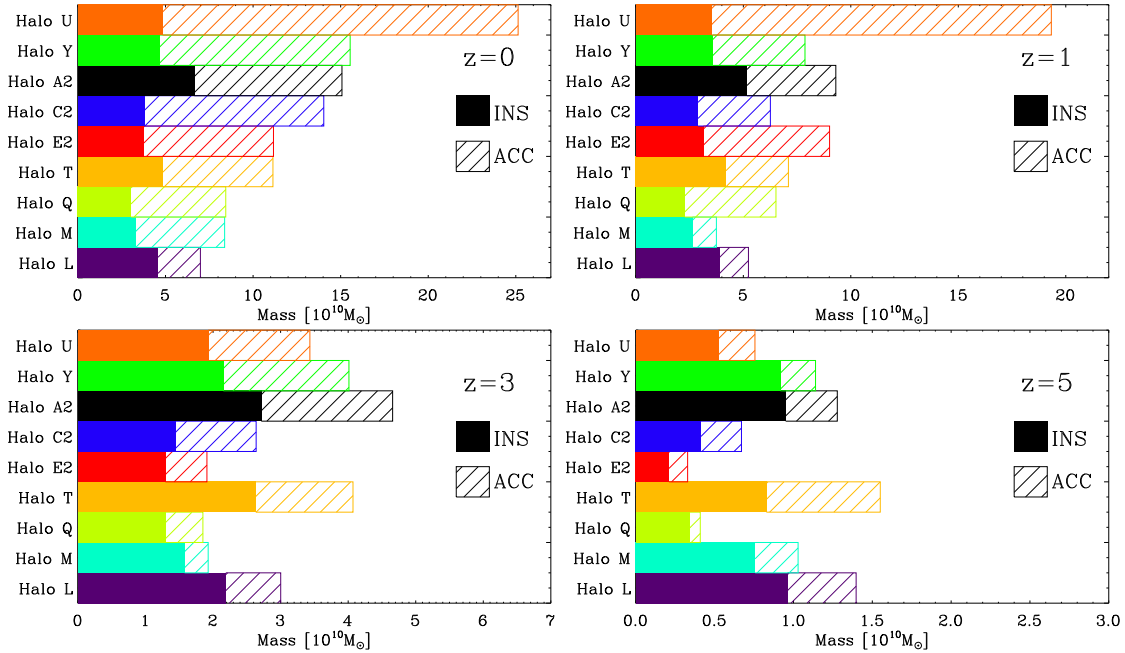 Halo U
Halo Y
Halo A2
Halo C2
Halo E2
Halo T
Halo Q
Halo M
Halo L
z=0
INS
ACC
0 5 10 15 20 25
Mass [10¹⁰M☉]
Halo U
Halo Y
Halo A2
Halo C2
Halo E2
Halo T
Halo Q
Halo M
Halo L
z=1
INS
ACC
0 5 10 15 20
Mass [10¹⁰M☉]
Halo U
Halo Y
Halo A2
Halo C2
Halo E2
Halo T
Halo Q
Halo M
Halo L
z=3
INS
ACC
0 1 2 3 4 5 6 7
Mass [10¹⁰M☉]
Halo U
Halo Y
Halo A2
Halo C2
Halo E2
Halo T
Halo Q
Halo M
Halo L
z=5
INS
ACC
0.0 0.5 1.0 1.5 2.0 2.5 3.0
Mass [10¹⁰M☉]